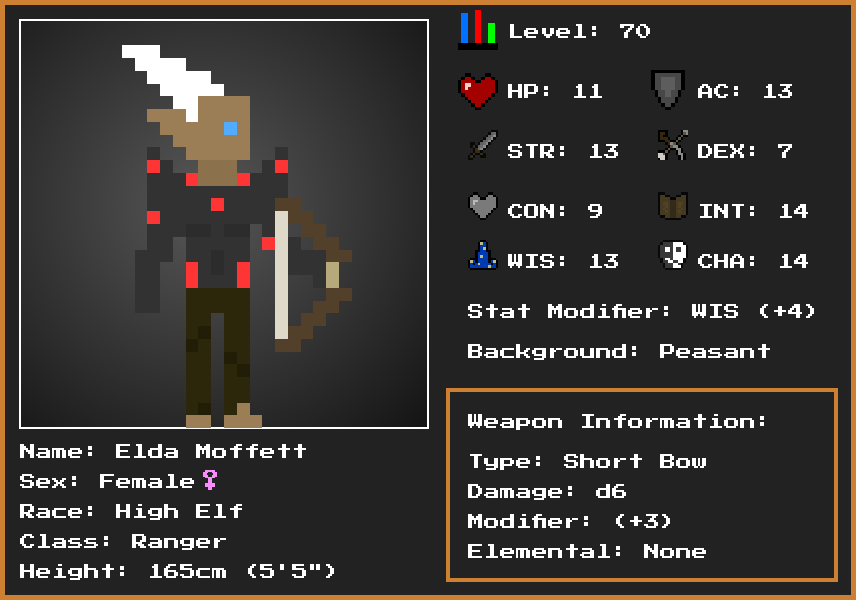 Level: 70
HP: 11 AC: 13
STR: 13 DEX: 7
CON: 9 INT: 14
WIS: 13 CHA: 14
Stat Modifier: WIS (+4)
Background: Peasant
Weapon Information:
Type: Short Bow
Damage: d6
Modifier: (+3)
Elemental: None
Name: Elda Moffett
Sex: Female♀
Race: High Elf
Class: Ranger
Height: 165cm (5'5")